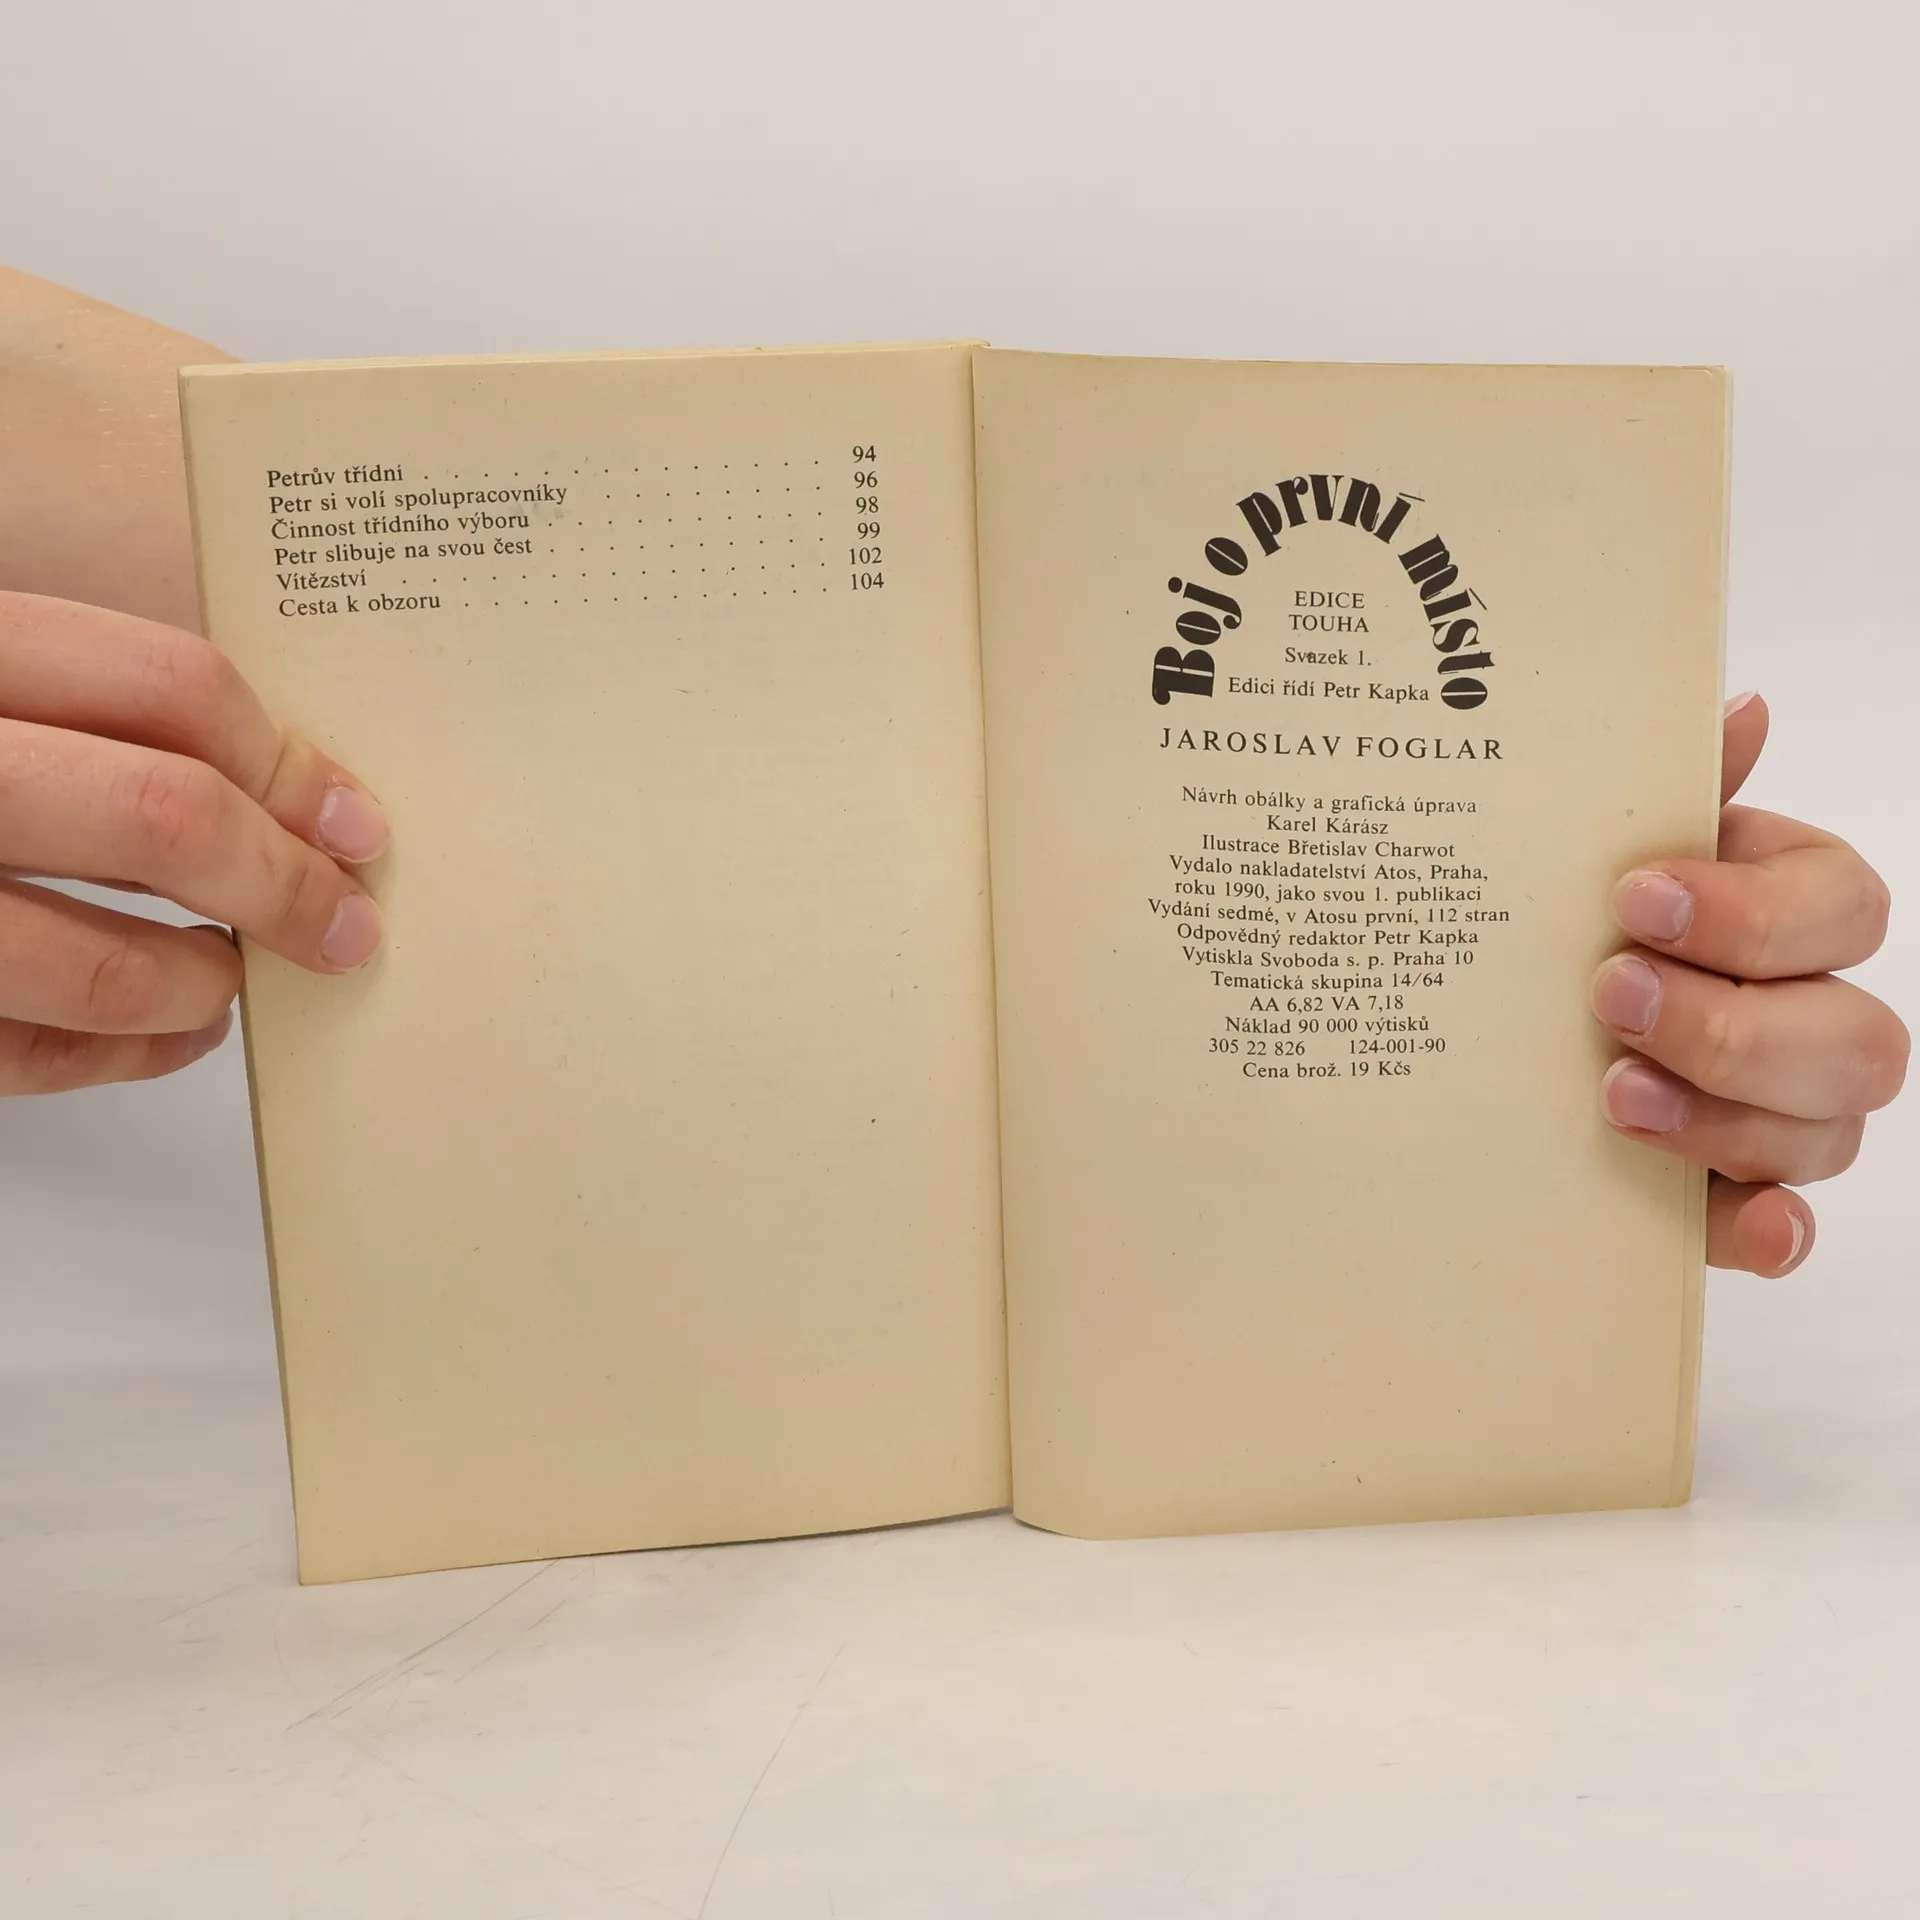 Petrův třídní . . . . . . . . . . . . . . 94
Petr si volí spolupracovníky . . . . . . . . 96
Činnost třídního výboru . . . . . . . . . . 98
Petr slibuje na svou čest . . . . . . . . . . 99
Vítězství . . . . . . . . . . . . . . . 102
Cesta k obzoru . . . . . . . . . . . . . 104
Boj o první místo
EDICE
TOUHA
Svazek 1.
Edici řídí Petr Kapka
JAROSLAV FOGLAR
Návrh obálky a grafická úprava
Karel Kárász
Ilustrace Břetislav Charwot
Vydalo nakladatelství Atos, Praha,
roku 1990, jako svou 1. publikaci
Vydání sedmé, v Atosu první, 112 stran
Odpovědný redaktor Petr Kapka
Vytiskla Svoboda s. p. Praha 10
Tematická skupina 14/64
AA 6,82 VA 7,18
Náklad 90 000 výtisků
305 22 826 124-001-90
Cena brož. 19 Kčs